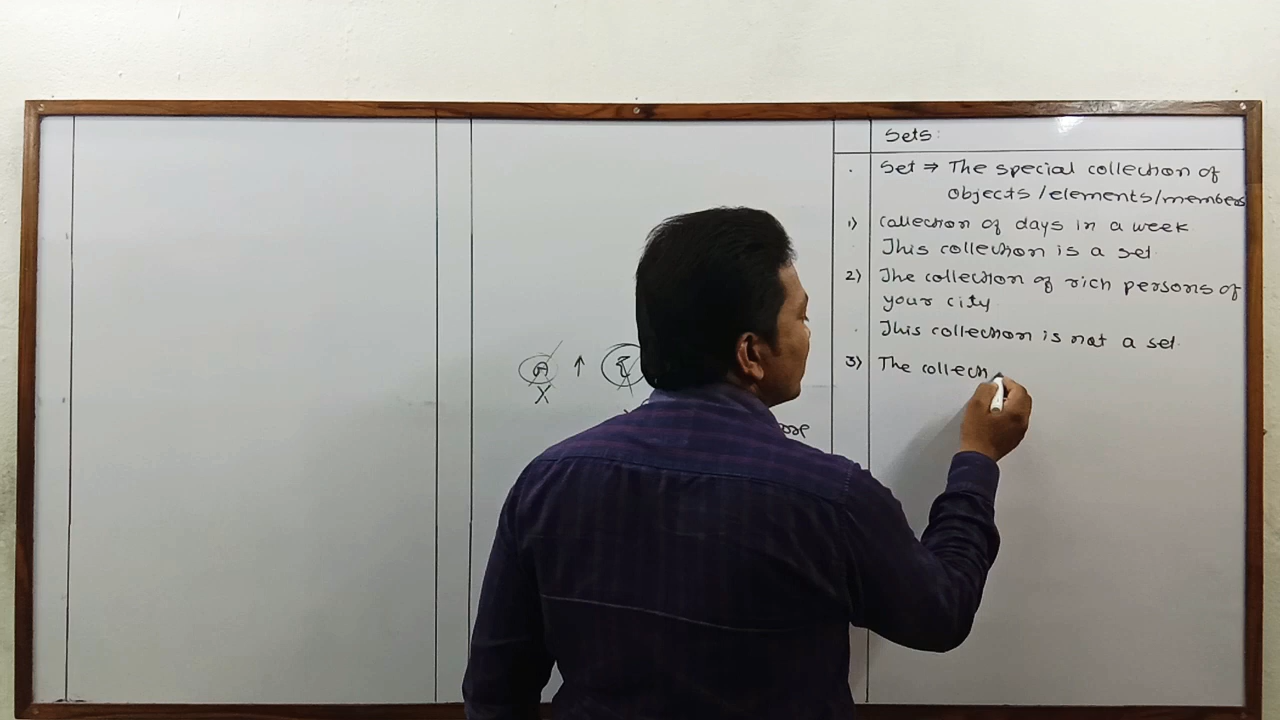 Sets:
Set ⇒ The special collection of
objects/elements/members
1) Collection of days in a week
This collection is a set
2) The collection of rich persons of
your city
This collection is not a set.
3) The collecti
A ↑
X